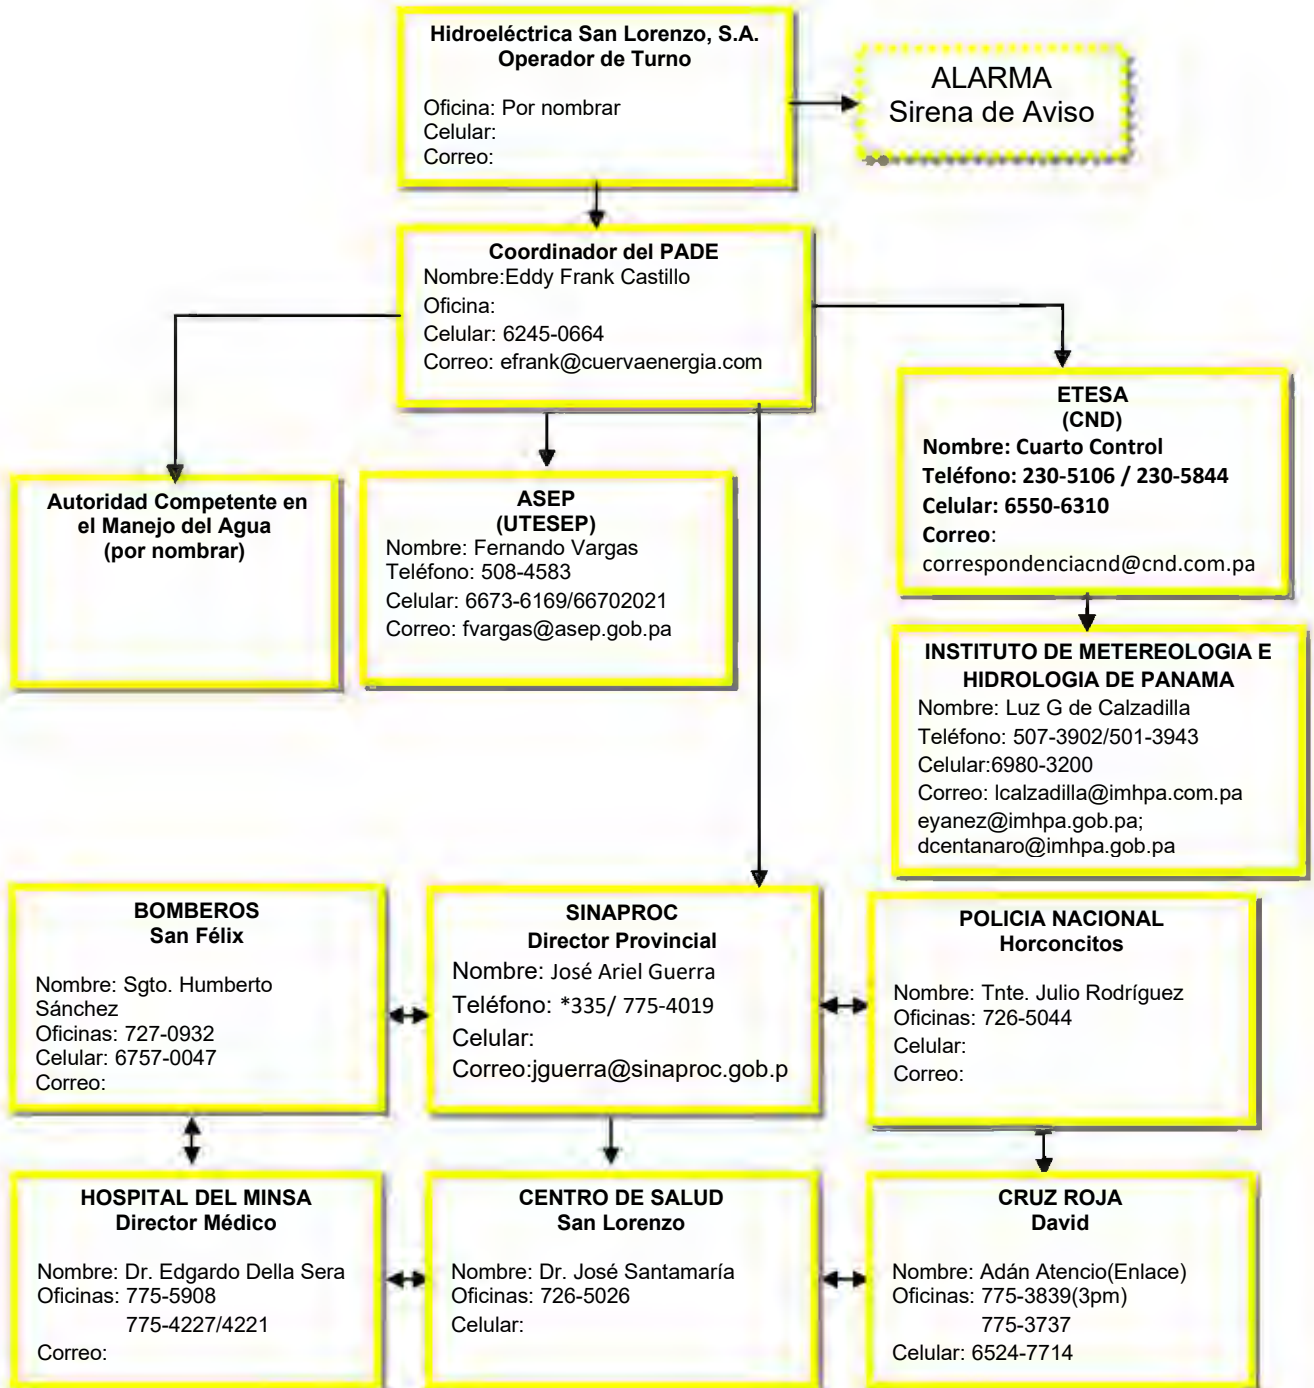 Hidroeléctrica San Lorenzo, S.A.
Operador de Turno
Oficina: Por nombrar
Celular:
Correo:
ALARMA
Sirena de Aviso
Coordinador del PADE
Nombre:Eddy Frank Castillo
Oficina:
Celular: 6245-0664
Correo: efrank@cuervaenergia.com
Autoridad Competente en
el Manejo del Agua
(por nombrar)
ASEP
(UTESEP)
Nombre: Fernando Vargas
Teléfono: 508-4583
Celular: 6673-6169/66702021
Correo: fvargas@asep.gob.pa
ETESA
(CND)
Nombre: Cuarto Control
Teléfono: 230-5106 / 230-5844
Celular: 6550-6310
Correo:
correspondenciacnd@cnd.com.pa
INSTITUTO DE METEREOLOGIA E
HIDROLOGIA DE PANAMA
Nombre: Luz G de Calzadilla
Teléfono: 507-3902/501-3943
Celular:6980-3200
Correo: lcalzadilla@imhpa.com.pa
eyanez@imhpa.gob.pa;
dcentanaro@imhpa.gob.pa
BOMBEROS
San Félix
Nombre: Sgto. Humberto
Sánchez
Oficinas: 727-0932
Celular: 6757-0047
Correo:
SINAPROC
Director Provincial
Nombre: José Ariel Guerra
Teléfono: *335/ 775-4019
Celular:
Correo:jguerra@sinaproc.gob.p
POLICIA NACIONAL
Horconcitos
Nombre: Tnte. Julio Rodríguez
Oficinas: 726-5044
Celular:
Correo:
HOSPITAL DEL MINSA
Director Médico
Nombre: Dr. Edgardo Della Sera
Oficinas: 775-5908
775-4227/4221
Correo:
CENTRO DE SALUD
San Lorenzo
Nombre: Dr. José Santamaría
Oficinas: 726-5026
Celular:
CRUZ ROJA
David
Nombre: Adán Atencio(Enlace)
Oficinas: 775-3839(3pm)
775-3737
Celular: 6524-7714